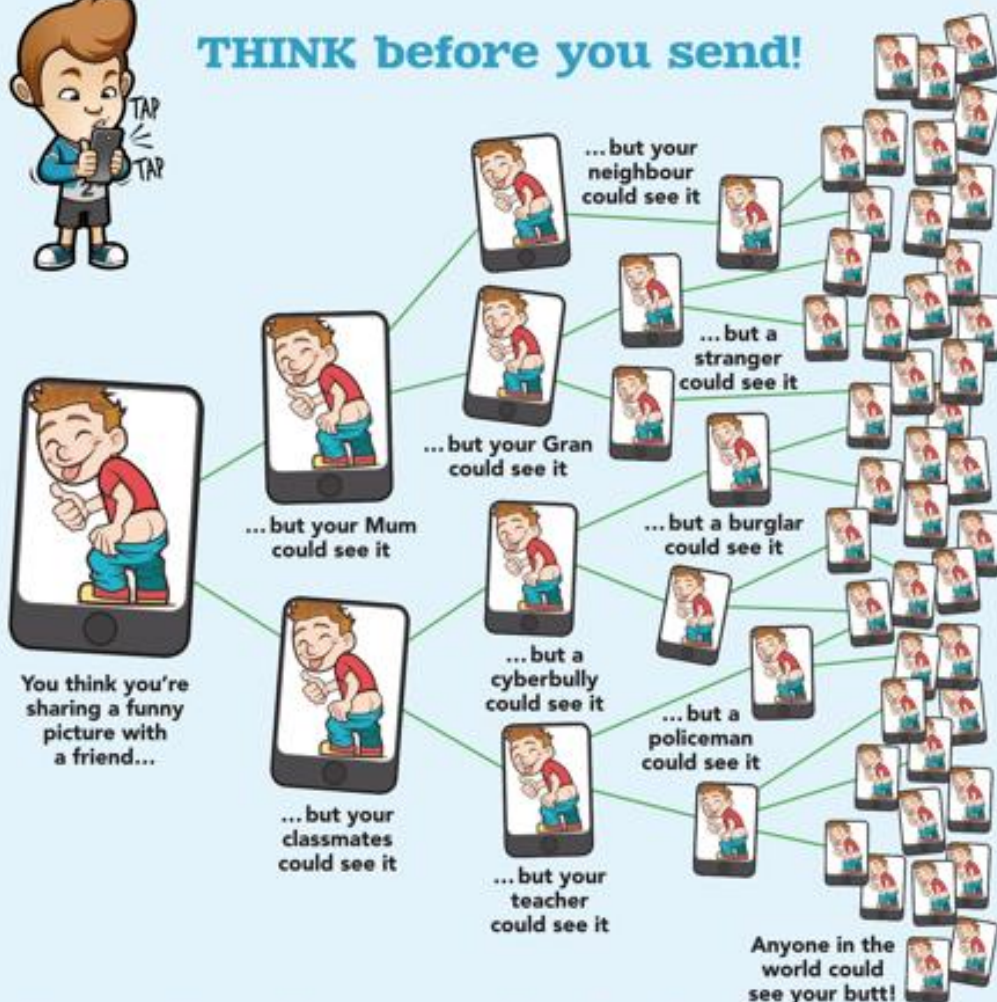 THINK before you send!
TAP
TAP
...but your
neighbour
could see it
...but a
stranger
could see it
...but your Gran
could see it
...but your Mum
could see it
...but a burglar
could see it
You think you're
sharing a funny
picture with
a friend...
...but a
cyberbully
could see it
...but a
policeman
could see it
...but your
classmates
could see it
...but your
teacher
could see it
Anyone in the
world could
see your butt!